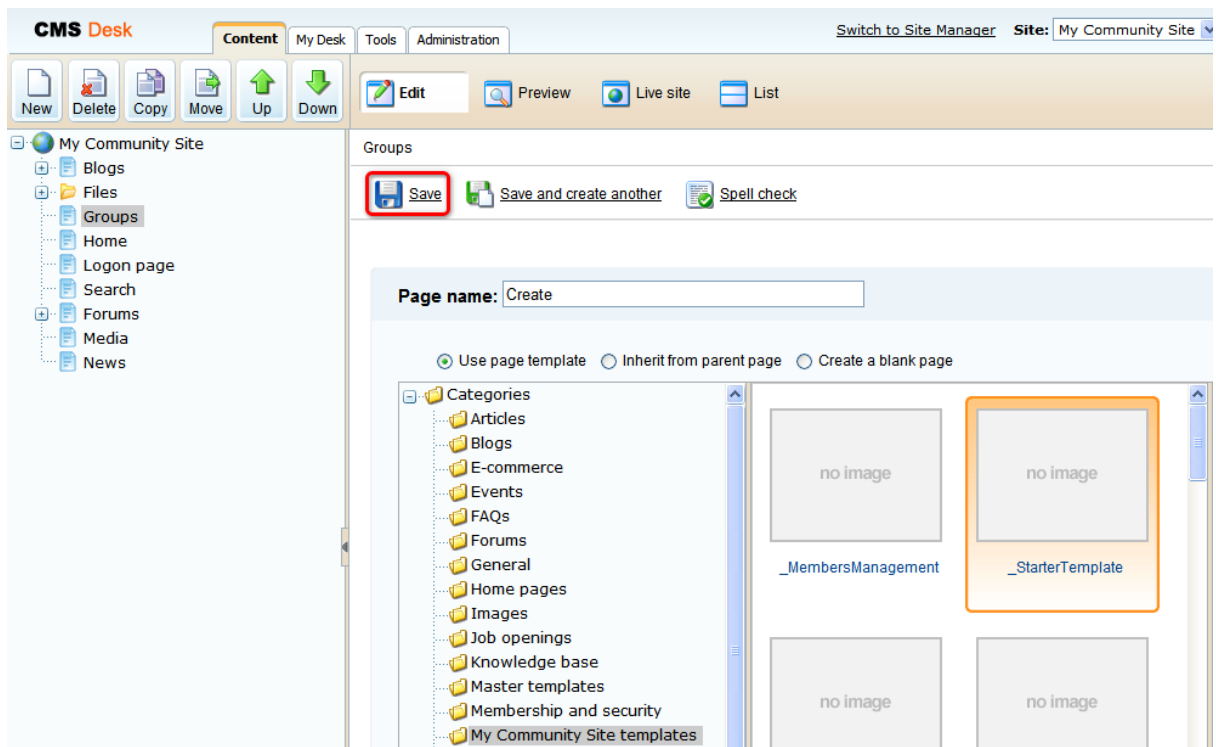 CMS Desk
Content
My Desk
Tools
Administration
Switch to Site Manager
Site: My Community Site
New
Delete
Copy
Move
Up
Down
Edit
Preview
Live site
List
My Community Site
Blogs
Files
Groups
Home
Logon page
Search
Forums
Media
News
Groups
Save
Save and create another
Spell check
Page name: Create
Use page template
Inherit from parent page
Create a blank page
Categories
Articles
Blogs
E-commerce
Events
FAQs
Forums
General
Home pages
Images
Job openings
Knowledge base
Master templates
Membership and security
My Community Site templates
no image
no image
_MembersManagement
_StarterTemplate
no image
no image